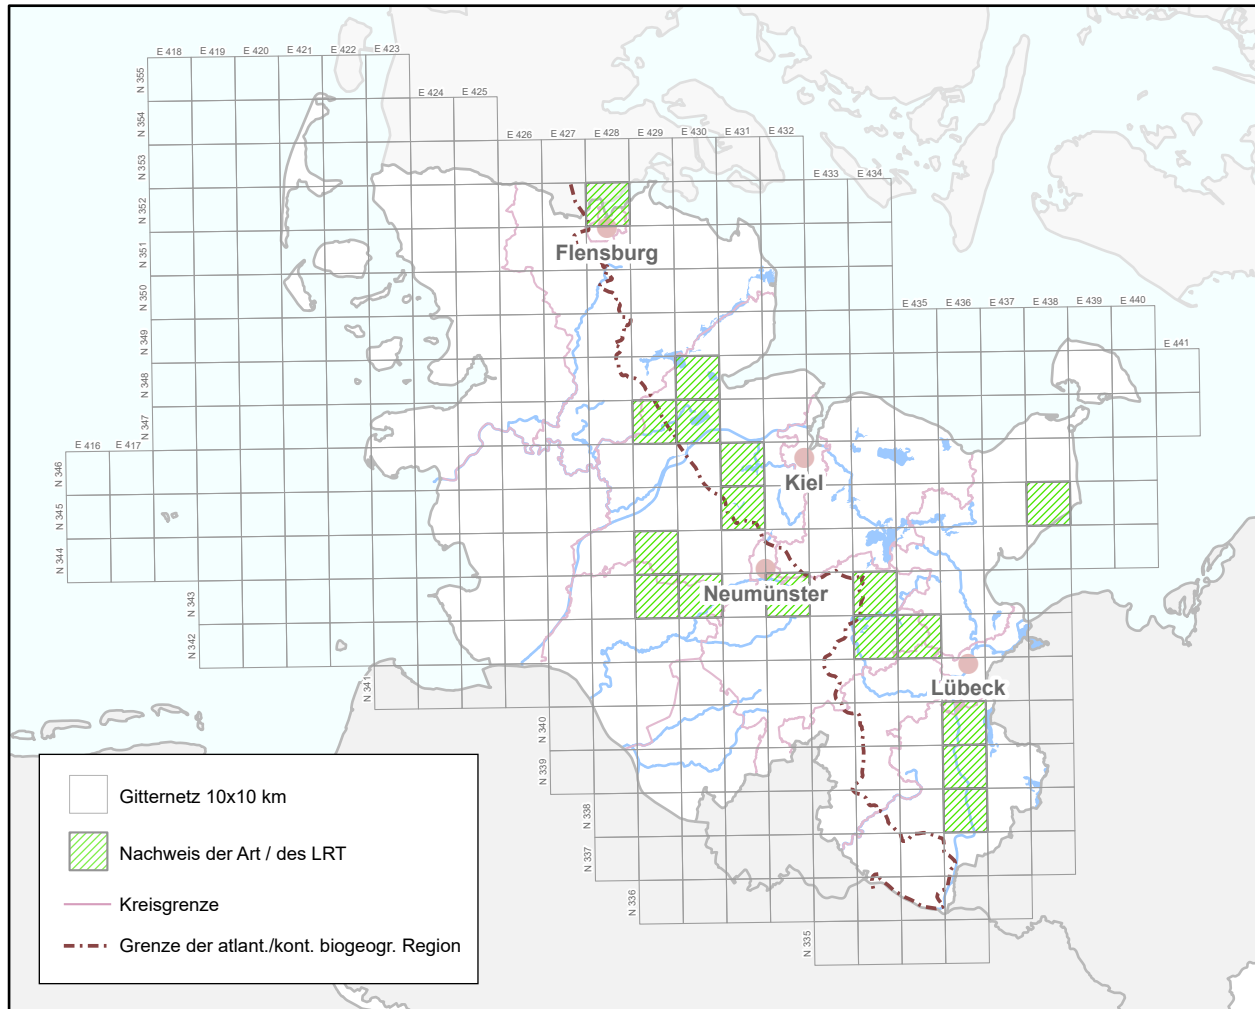 E 418 E 419 E 420 E 421 E 422 E 423
E 424 E 425
E 426 E 427 E 428 E 429 E 430 E 431 E 432
E 433 E 434
E 435 E 436 E 437 E 438 E 439 E 440
E 441
E 416 E 417
N 355
N 354
N 353
N 352
N 351
N 350
N 349
N 348
N 347
N 346
N 345
N 344
N 343
N 342
N 341
N 340
N 339
N 338
N 337
N 336
N 335
Flensburg
Kiel
Neumünster
Lübeck
Gitternetz 10x10 km
Nachweis der Art / des LRT
Kreisgrenze
Grenze der atlant./kont. biogeogr. Region